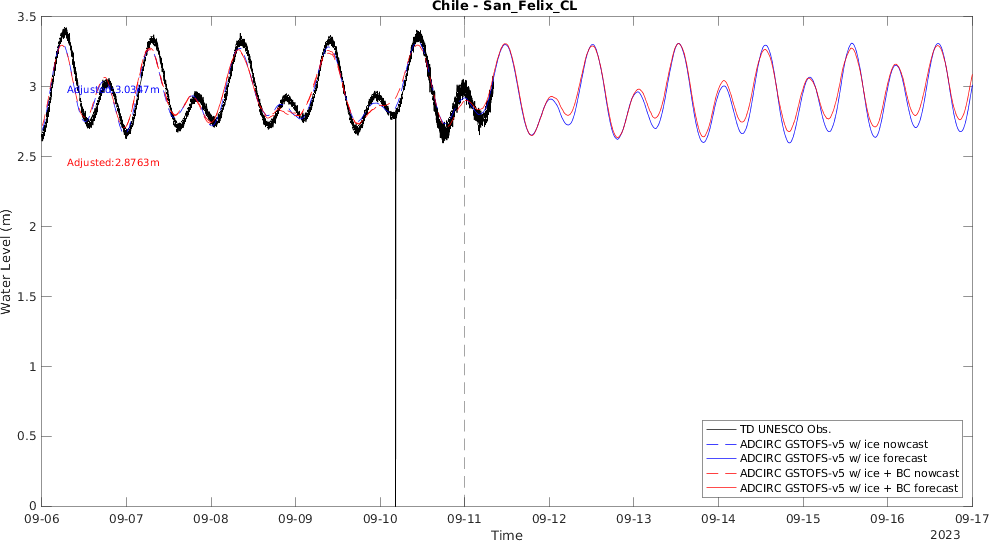 Chile - San_Felix_CL
3.5
3
2.5
2
1.5
1
0.5
0
Water Level (m)
Adjusted:3.0347m
Adjusted:2.8763m
TD UNESCO Obs.
ADCIRC GSTOFS-v5 w/ ice nowcast
ADCIRC GSTOFS-v5 w/ ice forecast
ADCIRC GSTOFS-v5 w/ ice + BC nowcast
ADCIRC GSTOFS-v5 w/ ice + BC forecast
09-06 09-07 09-08 09-09 09-10 09-11 09-12 09-13 09-14 09-15 09-16 09-17
Time
2023